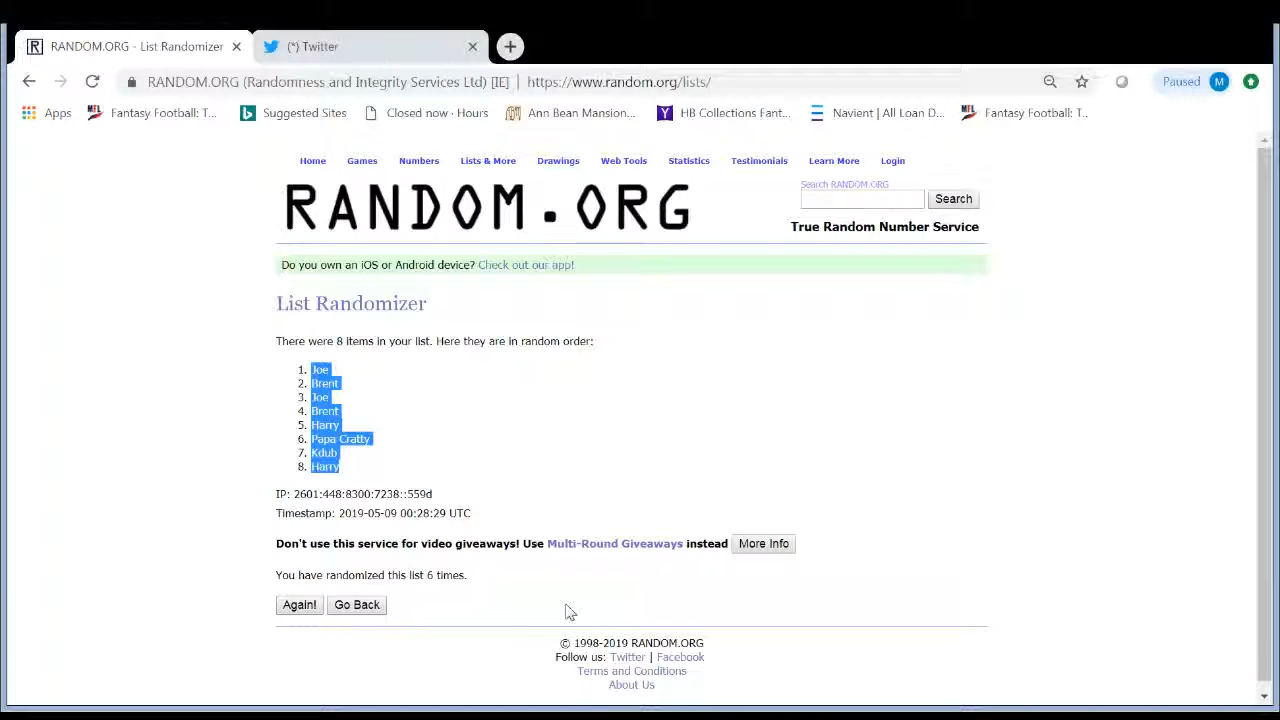 RANDOM.ORG - List Randomizer
(*) Twitter
RANDOM.ORG (Randomness and Integrity Services Ltd) [IE] | https://www.random.org/lists/
Paused M
Apps
Fantasy Football: T...
Suggested Sites
Closed now · Hours
Ann Bean Mansion...
HB Collections Fant...
Navient | All Loan D...
Fantasy Football: T..
Home Games Numbers Lists & More Drawings Web Tools Statistics Testimonials Learn More Login
RANDOM.ORG
Search RANDOM.ORG
Search
True Random Number Service
Do you own an iOS or Android device? Check out our app!
List Randomizer
There were 8 items in your list. Here they are in random order:
1. Joe
2. Brent
3. Joe
4. Brent
5. Harry
6. Papa Cratty
7. Kdub
8. Harry
IP: 2601:448:8300:7238::559d
Timestamp: 2019-05-09 00:28:29 UTC
Don't use this service for video giveaways! Use Multi-Round Giveaways instead More Info
You have randomized this list 6 times.
Again! Go Back
© 1998-2019 RANDOM.ORG
Follow us: Twitter | Facebook
Terms and Conditions
About Us